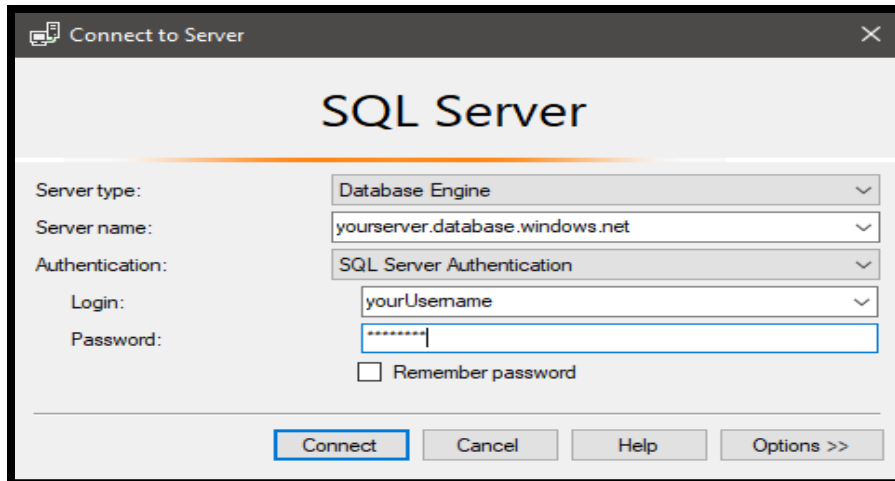 Connect to Server
SQL Server
Server type: Database Engine
Server name: yourserver.database.windows.net
Authentication: SQL Server Authentication
Login: yourUsername
Password: ********
Remember password
Connect Cancel Help Options >>